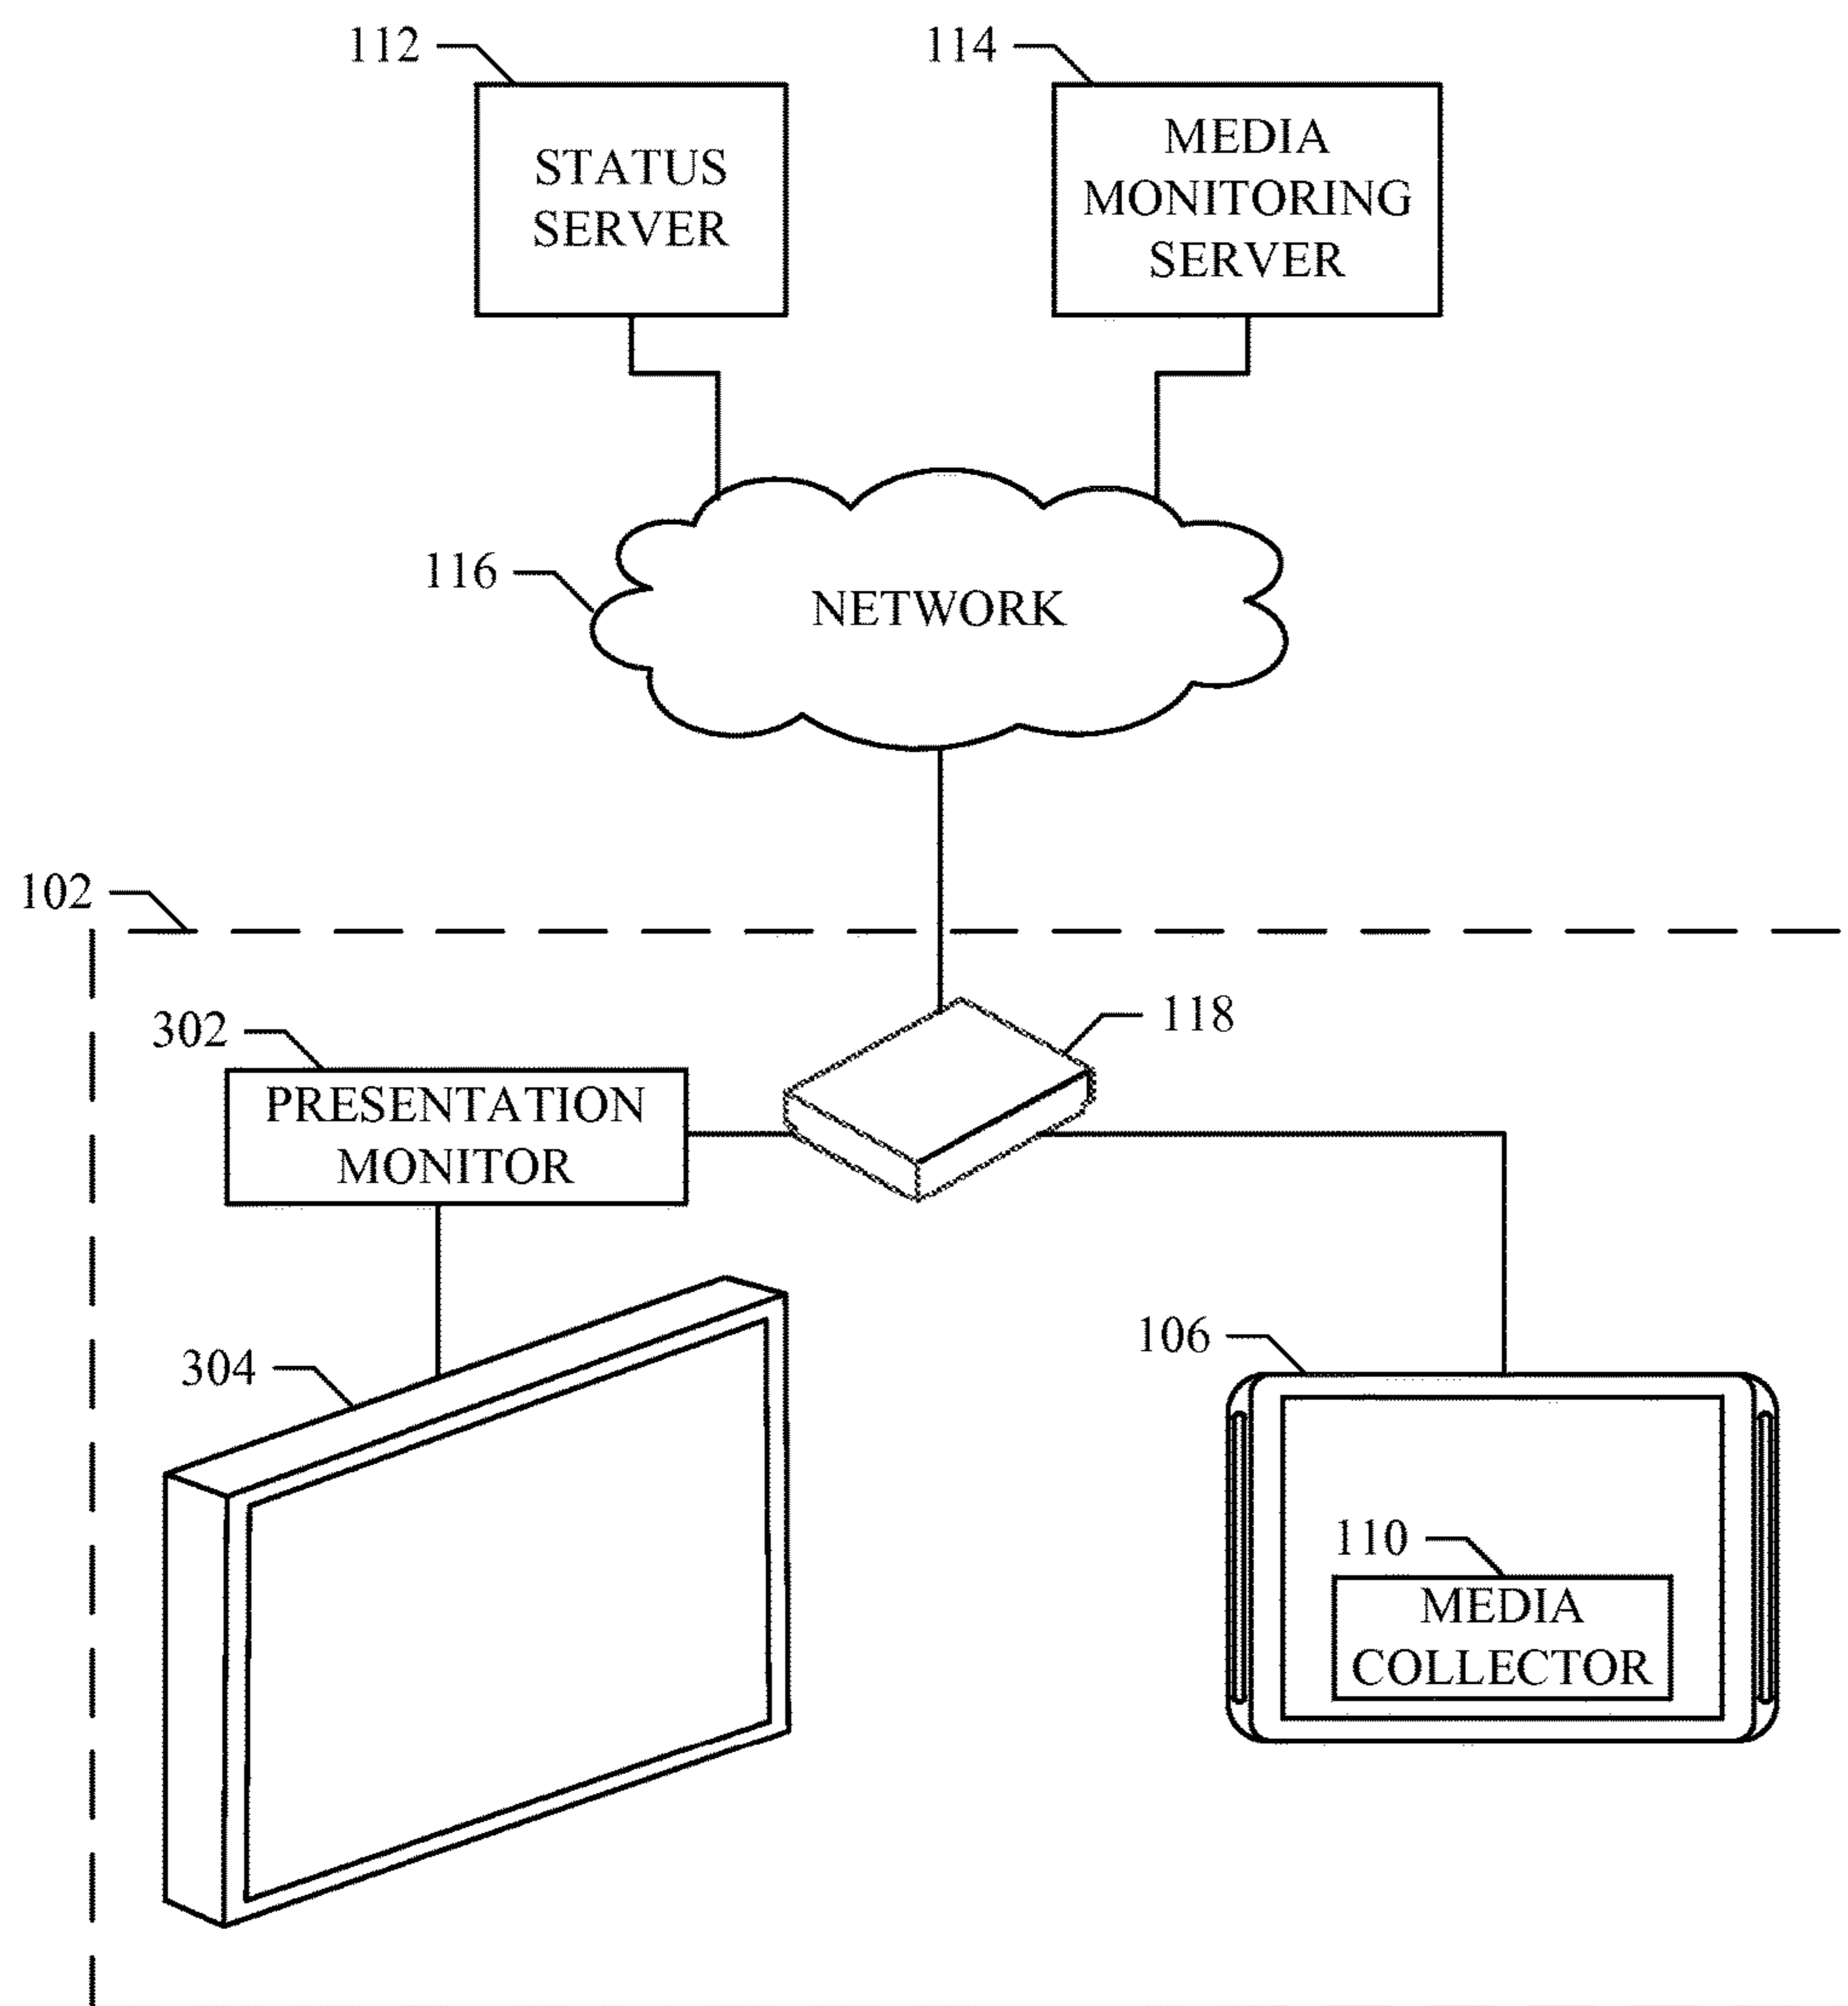 112
114
STATUS
SERVER
MEDIA
MONITORING
SERVER
116
NETWORK
102
302
118
PRESENTATION
MONITOR
304
106
110
MEDIA
COLLECTOR